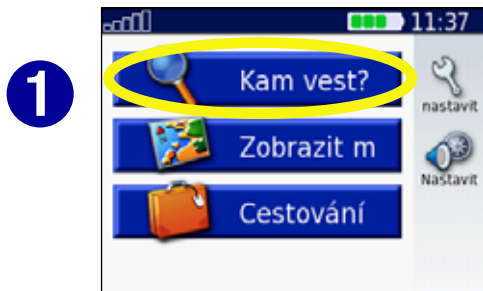 1
11:37
Kam vest?
nastavit
Zobrazit m
Nastavit
Cestování